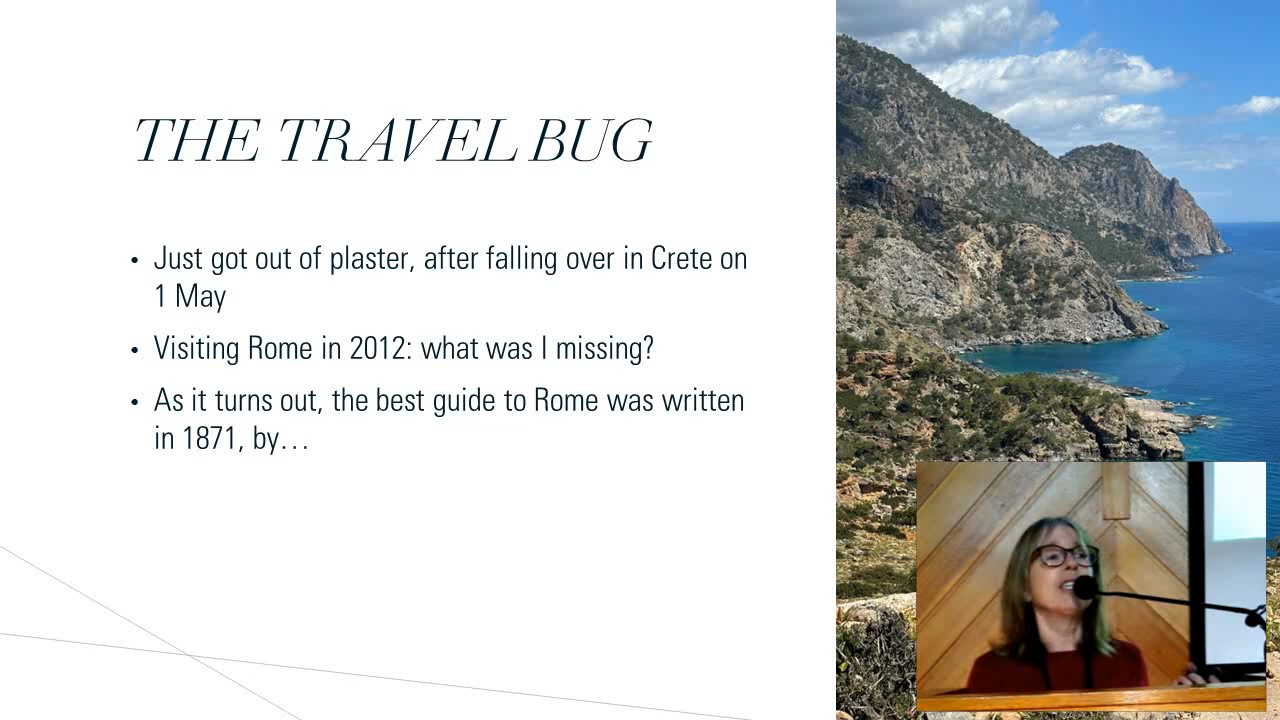 THE TRAVEL BUG
• Just got out of plaster, after falling over in Crete on
1 May
• Visiting Rome in 2012: what was I missing?
• As it turns out, the best guide to Rome was written
in 1871, by…